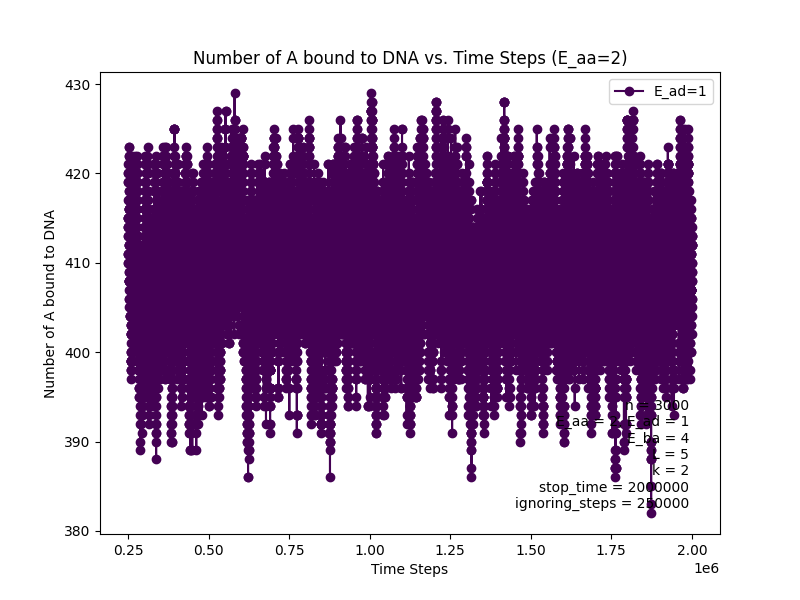 Number of A bound to DNA vs. Time Steps (E_aa=2)
E_ad=1
Number of A bound to DNA
430
420
410
400
390
380
= 3000
E_aa = E_ad = 1
E_ba = 4
= 5
k = 2
stop_time = 2000000
ignoring_steps = 250000
0.25
0.50
0.75
1.00
1.25
1.50
1.75
2.00
1e6
Time Steps